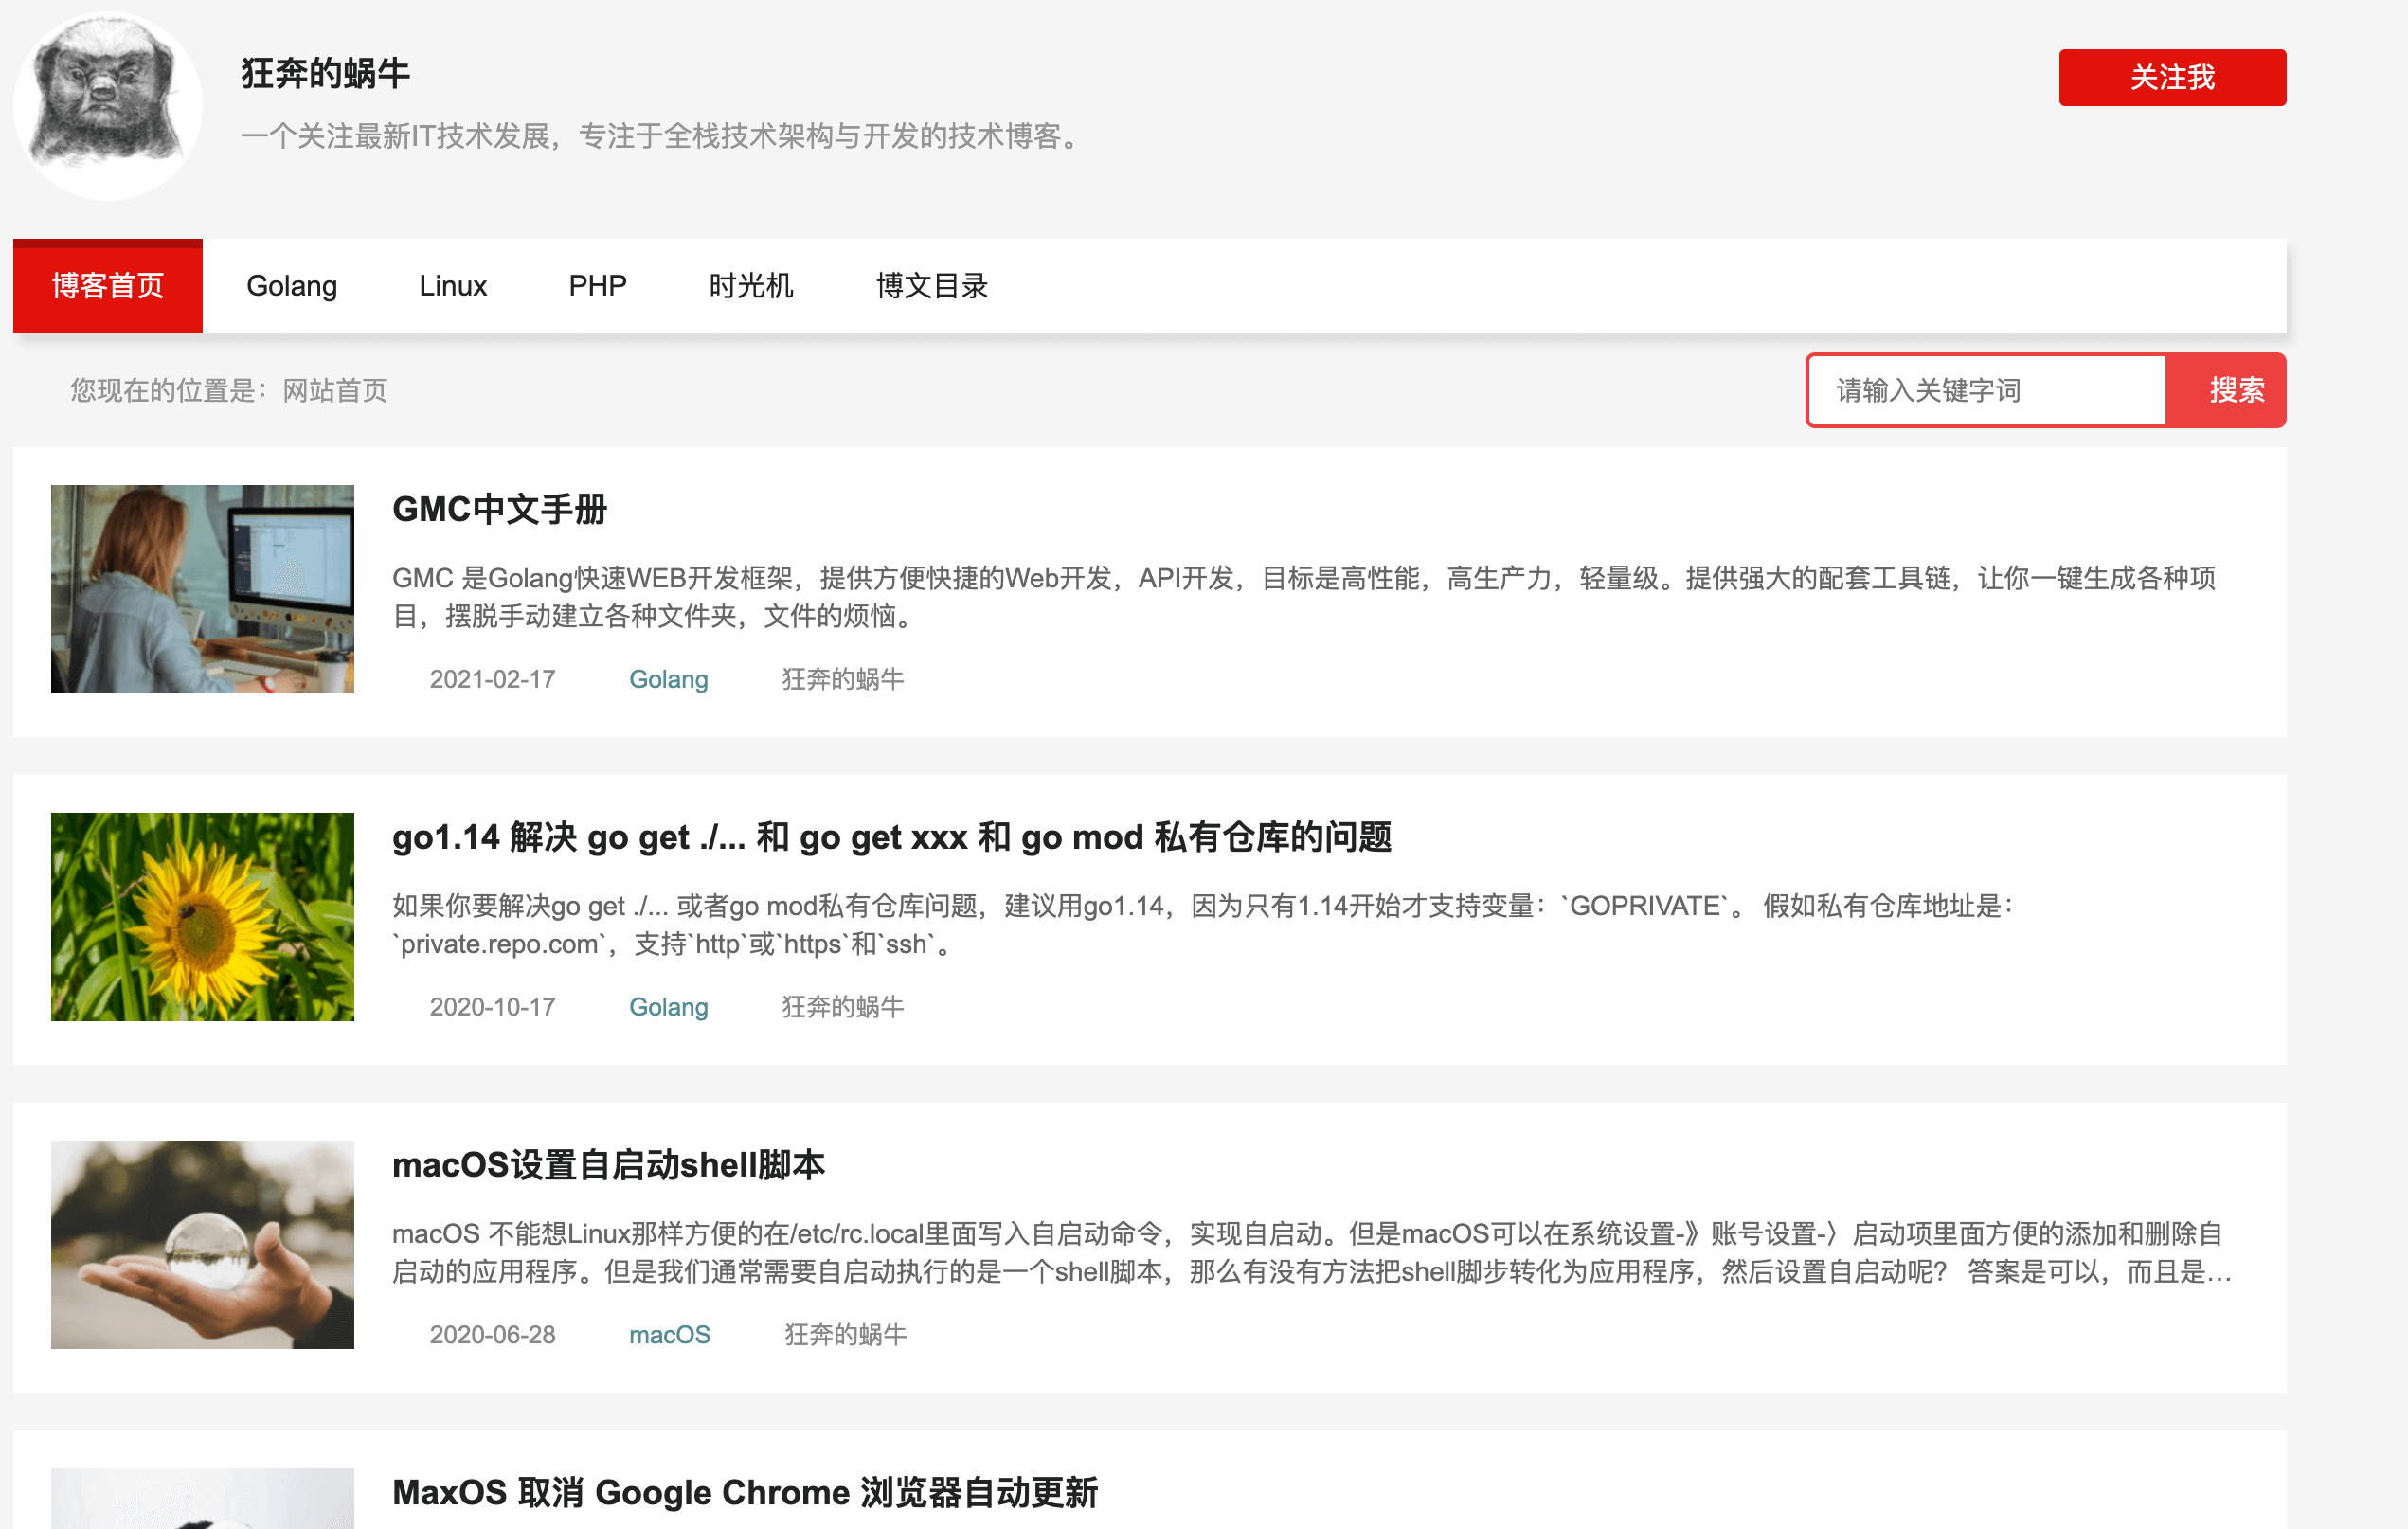 狂奔的蜗牛
关注我
一个关注最新IT技术发展，专注于全栈技术架构与开发的技术博客。
博客首页 Golang Linux PHP 时光机 博文目录
您现在的位置是：网站首页
请输入关键字词 搜索
GMC中文手册
GMC 是Golang快速WEB开发框架，提供方便快捷的Web开发，API开发，目标是高性能，高生产力，轻量级。提供强大的配套工具链，让你一键生成各种项
目，摆脱手动建立各种文件夹，文件的烦恼。
2021-02-17 Golang 狂奔的蜗牛
go1.14 解决 go get ./... 和 go get xxx 和 go mod 私有仓库的问题
如果你要解决go get ./... 或者go mod私有仓库问题，建议用go1.14，因为只有1.14开始才支持变量：`GOPRIVATE`。 假如私有仓库地址是：
`private.repo.com`，支持`http`或`https`和`ssh`。
2020-10-17 Golang 狂奔的蜗牛
macOS设置自启动shell脚本
macOS 不能想Linux那样方便的在/etc/rc.local里面写入自启动命令，实现自启动。但是macOS可以在系统设置-》账号设置-〉启动项里面方便的添加和删除自
启动的应用程序。但是我们通常需要自启动执行的是一个shell脚本，那么有没有方法把shell脚步转化为应用程序，然后设置自启动呢？ 答案是可以，而且是…
2020-06-28 macOS 狂奔的蜗牛
MaxOS 取消 Google Chrome 浏览器自动更新